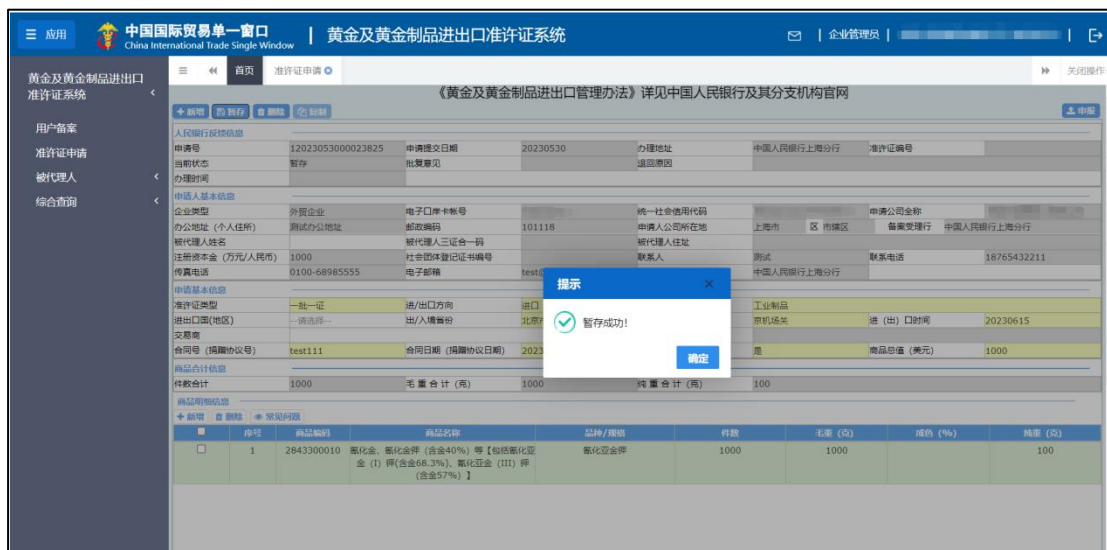 应用 中国国际贸易单一窗口 | 黄金及黄金制品进出口准许证系统 | 企业管理员 |
China International Trade Single Window
黄金及黄金制品进出口
准许证系统
用户备案
准许证申请
被代理人
综合查询
首页 准许证申请 关闭操作
《黄金及黄金制品进出口管理办法》详见中国人民银行及其分支机构官网
新增 暂存 删除 复制 申报
人民银行反馈信息
申请号 12023053000023825 申请提交日期 20230530 办理地址 中国人民银行上海分行 准许证编号
当前状态 暂存 批复意见 退回原因
办理时间
申请人基本信息
企业类型 外贸企业 电子口岸卡帐号 统一社会信用代码 申请公司全称
办公地址 (个人住所) 测试办公地址 邮政编码 101118 申请人公司所在地 上海市 区 市辖区 备案受理行 中国人民银行上海分行
被代理人姓名 被代理人三证合一码 被代理人住址
注册资本金 (万元/人民币) 1000 社会团体登记证书编号 联系人 测试 联系电话 18765432211
传真电话 0100-68985555 电子邮箱 test 中国人民银行上海分行
申请基本信息
准许证类型 一批一证 进/出口方向 进口 工业制品
进出口国(地区) --请选择-- 出/入境省份 北京 京机场关 进 (出) 口时间 20230615
交易商
合同号 (捐赠协议号) test111 合同日期 (捐赠协议日期) 2023 是 商品总值 (美元) 1000
提示
暂存成功!
确定
商品合计信息
件数合计 1000 毛重合计 (克) 1000 纯重合计 (克) 100
商品明细信息
新增 删除 常见问题
序号 商品编码 商品名称 品种/规格 件数 毛重 (克) 成色 (%) 纯重 (克)
1 2843300010 氰化金、氰化金钾 (含金40%) 等【包括氰化亚金 (I) 钾(含金68.3%)、氰化亚金 (III) 钾(含金57%) 】 氰化亚金钾 1000 1000 100